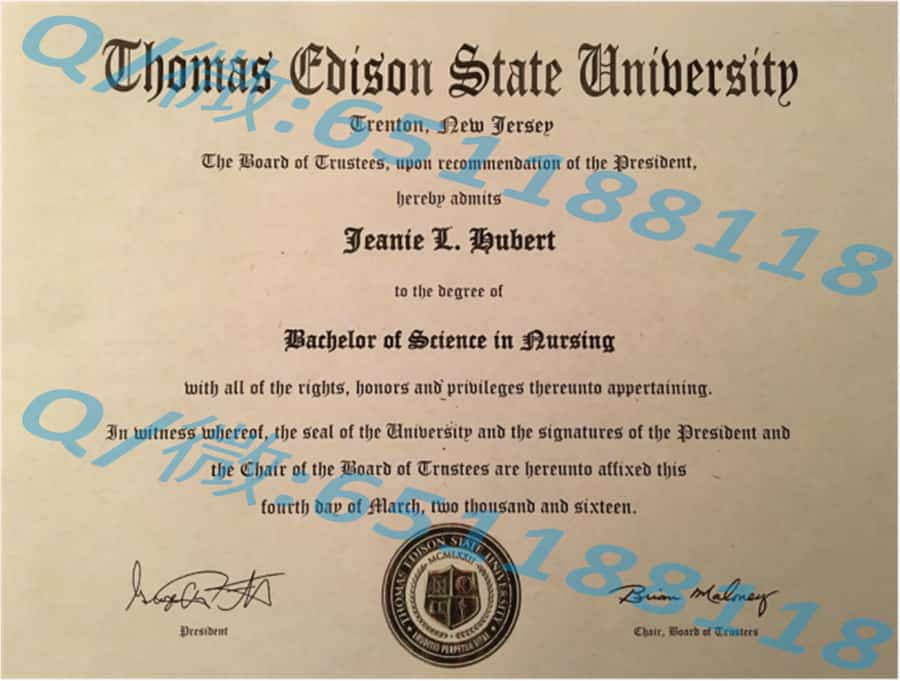 Thomas Edison State University
Trenton, New Jersey
The Board of Trustees, upon recommendation of the President,
hereby admits
Jeanie L. Hubert
to the degree of
Bachelor of Science in Nursing
with all of the rights, honors and privileges thereunto appertaining.
In witness whereof, the seal of the University and the signatures of the President and
the Chair of the Board of Trnstees are hereunto affixed this
fourth day of March, two thousand and sixteen.
THOMAS EDISON STATE UNIVERSITY
MCMLXXII
President
Brian Maloney
Chair, Board of Trustees
Q/微:651188118
Q/微:651188118